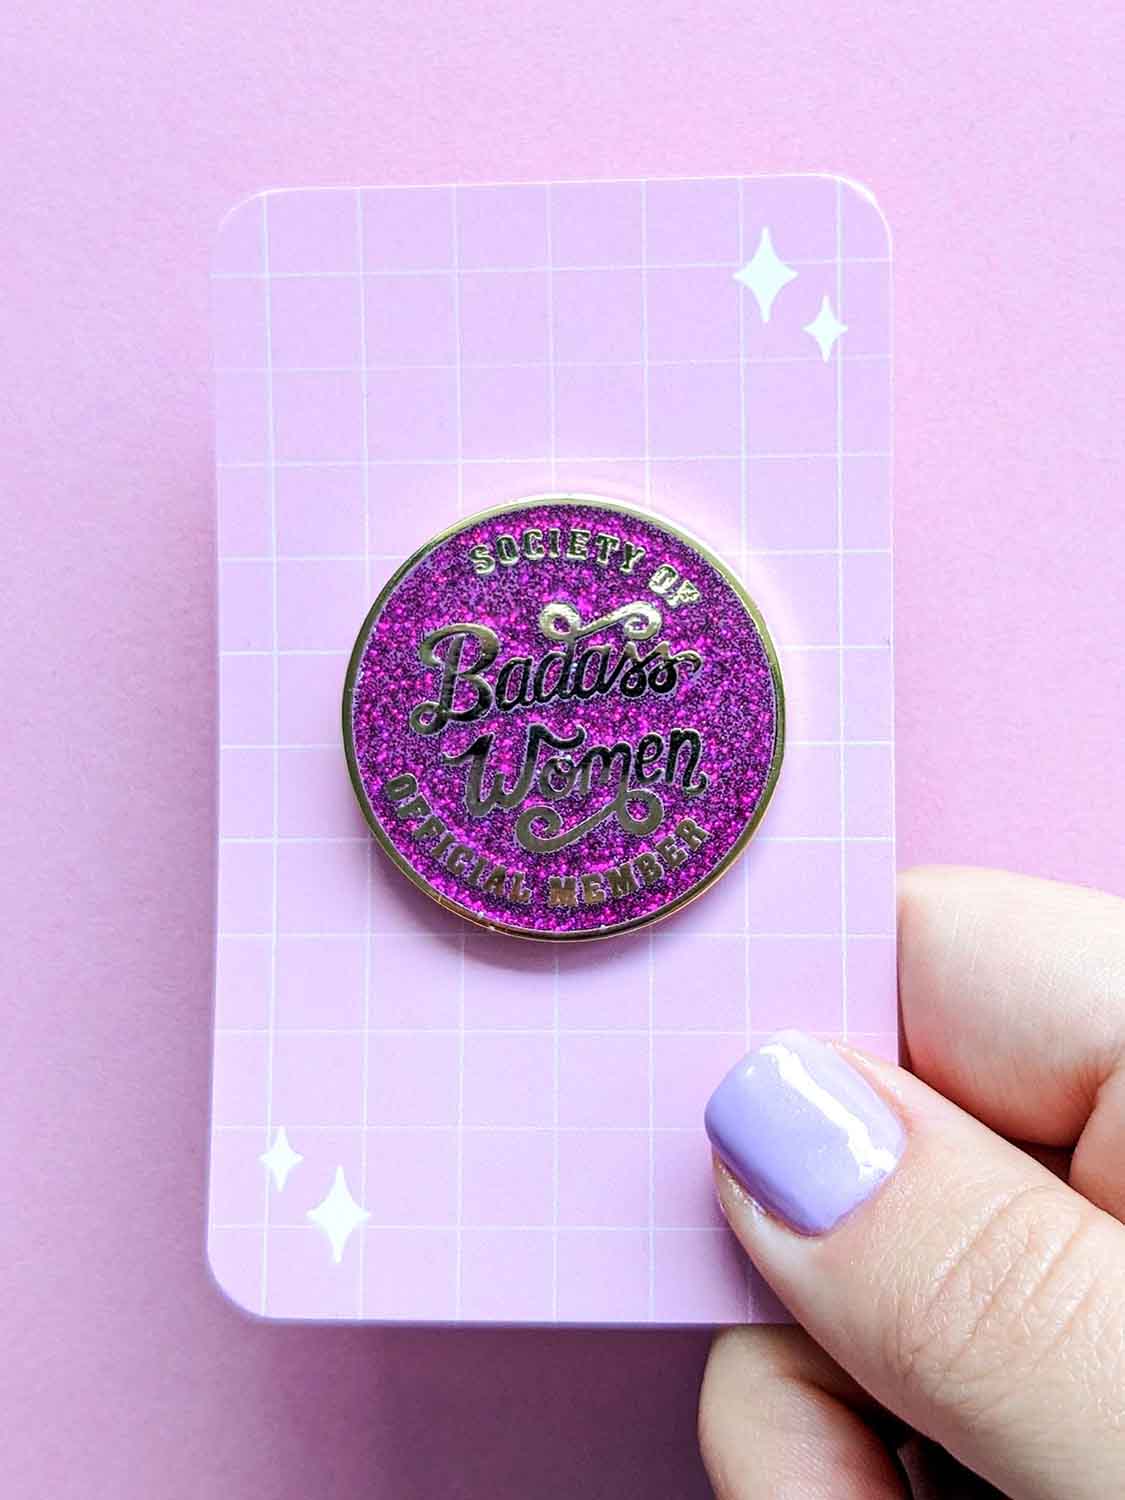 SOCIETY OF
Badass
Women
OFFICIAL MEMBER